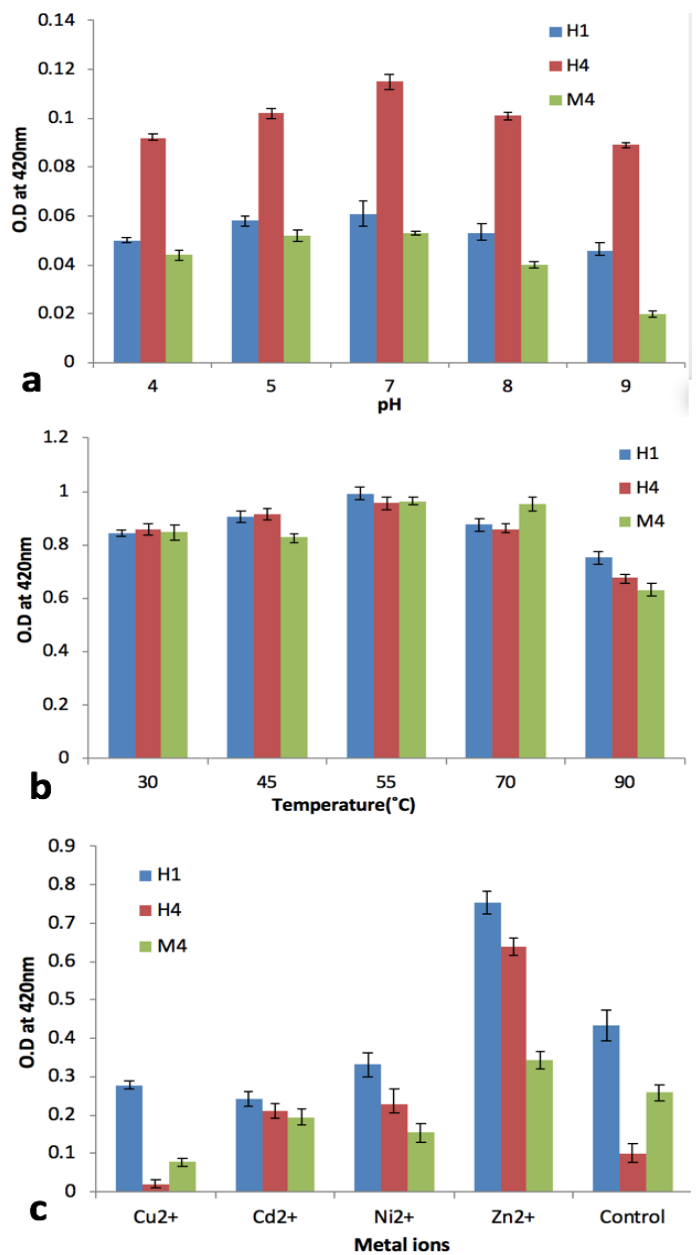 0.14
0.12
0.1
0.08
0.06
0.04
0.02
0
O.D at 420nm
H1
H4
M4
4 5 7 8 9
pH
a
1.2
1
0.8
0.6
0.4
0.2
0
O.D at 420nm
H1
H4
M4
30 45 55 70 90
Temperature(˚C)
b
0.9
0.8
0.7
0.6
0.5
0.4
0.3
0.2
0.1
0
O.D at 420nm
H1
H4
M4
Cu2+ Cd2+ Ni2+ Zn2+ Control
Metal ions
c